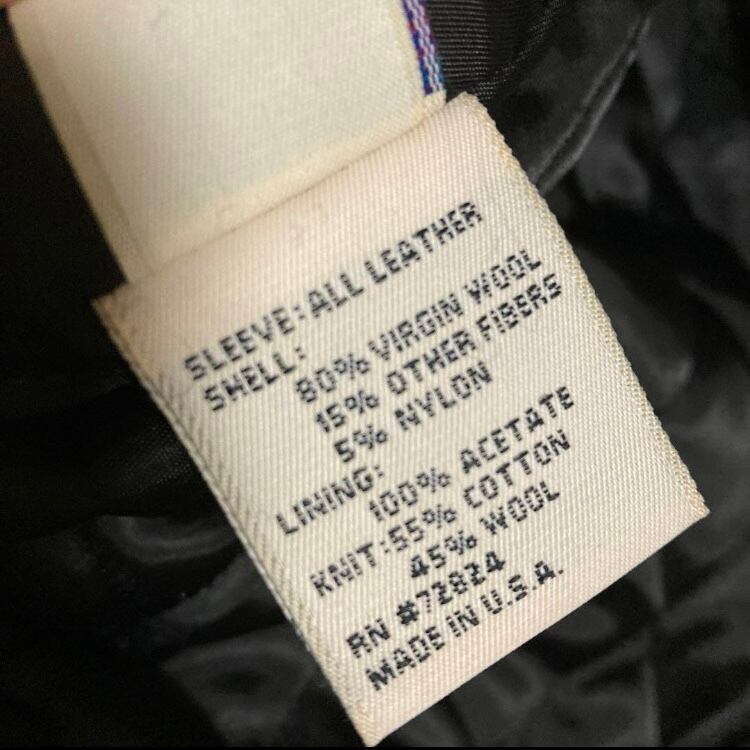 SLEEVE: ALL LEATHER
SHELL:
80% VIRGIN WOOL
15% OTHER FIBERS
5% NYLON
LINING:
100% ACETATE
KNIT: 55% COTTON
45% WOOL
RN #72824
MADE IN U.S.A.